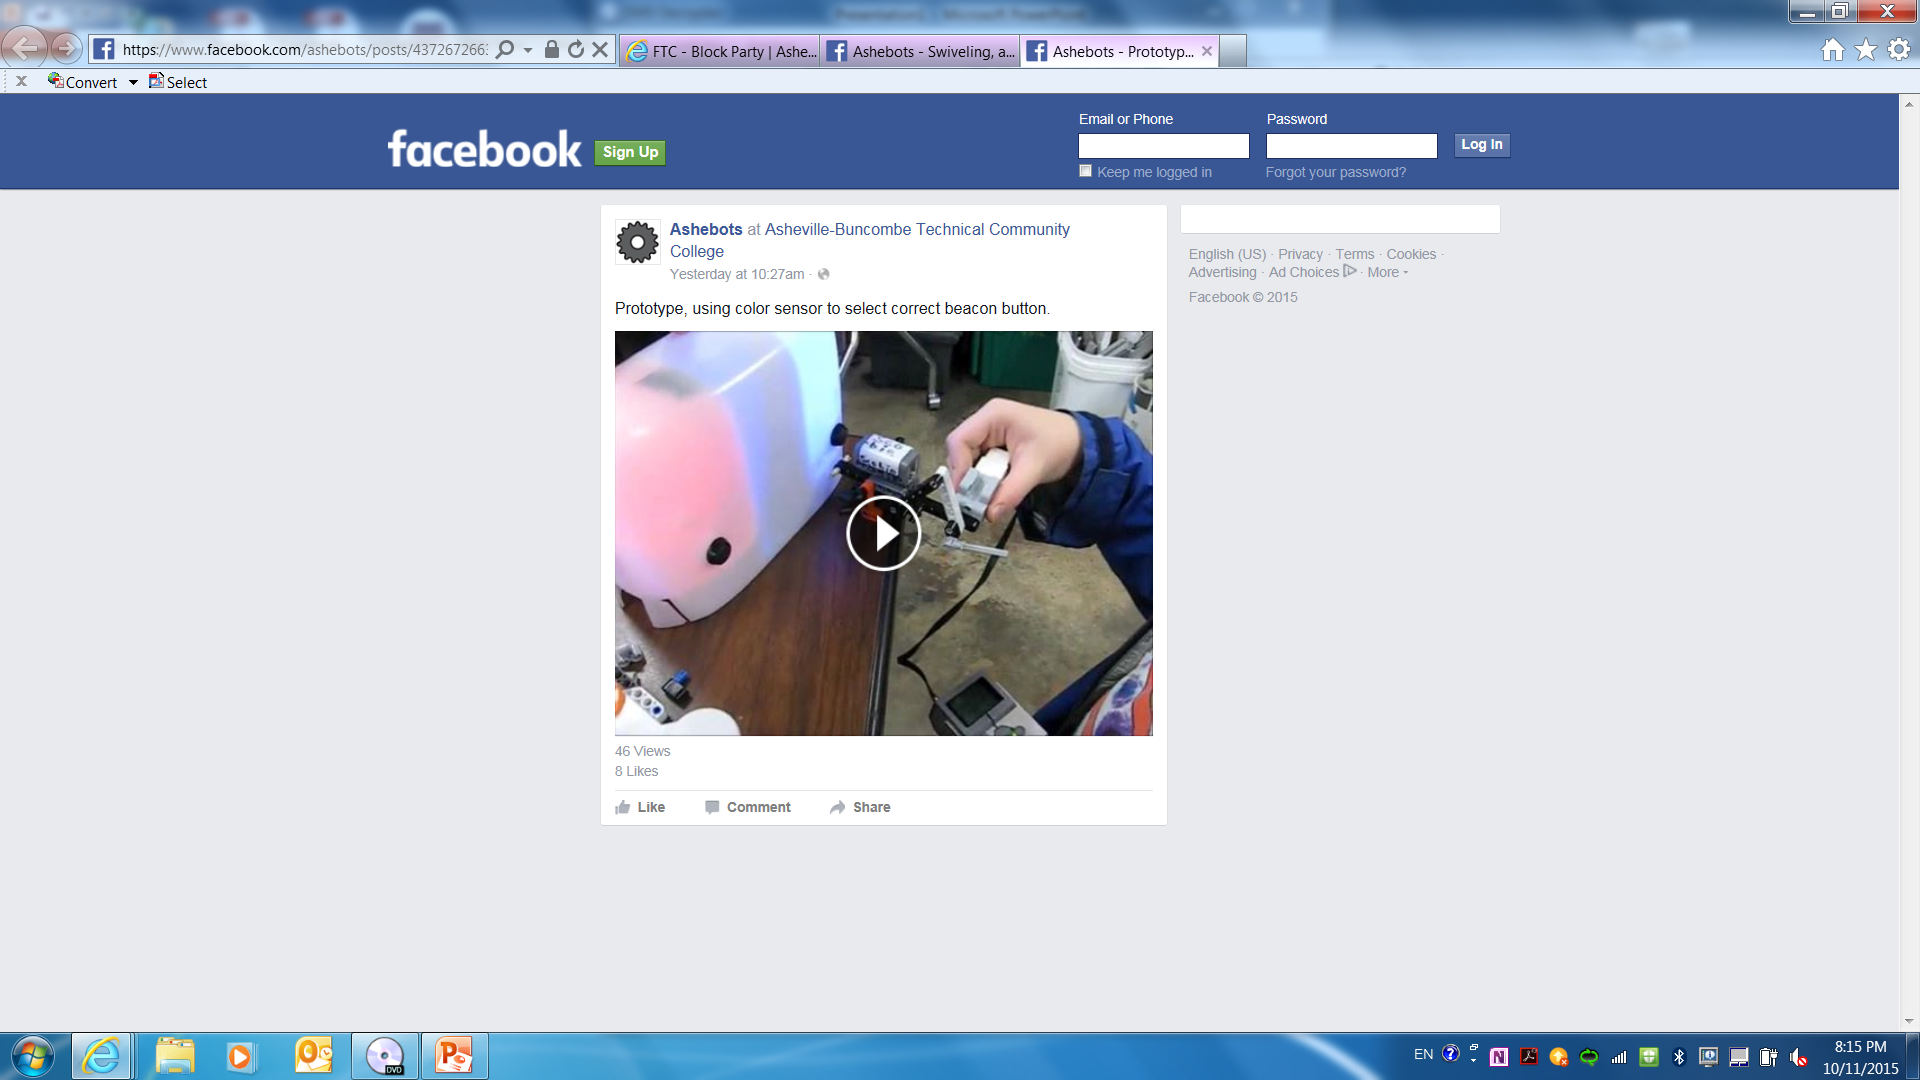 https://www.facebook.com/ashebots/posts/437267266
FTC - Block Party | Ashe...
Ashebots - Swiveling, a...
Ashebots - Prototyp...
Convert
Select
facebook
Sign Up
Email or Phone
Password
Log In
Keep me logged in
Forgot your password?
Ashebots at Asheville-Buncombe Technical Community
College
Yesterday at 10:27am ·
Prototype, using color sensor to select correct beacon button.
46 Views
8 Likes
Like
Comment
Share
English (US) · Privacy · Terms · Cookies ·
Advertising · Ad Choices · More
Facebook © 2015
DVD
EN
8:15 PM
10/11/2015